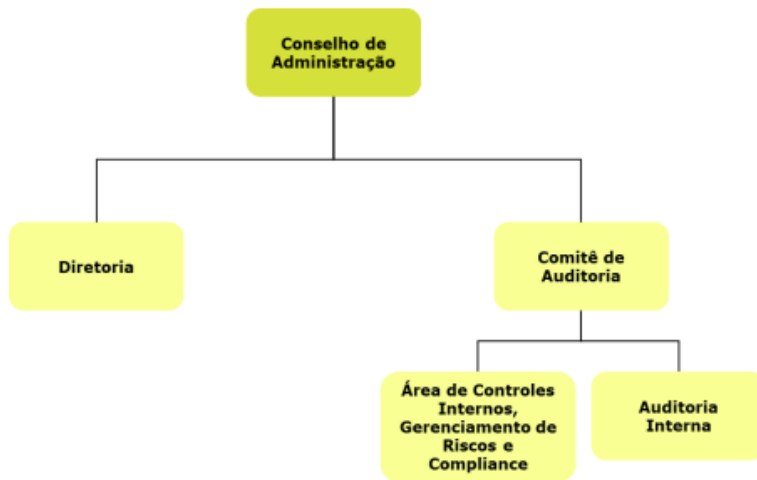 Conselho de
Administração
Diretoria
Comitê de
Auditoria
Área de Controles
Internos,
Gerenciamento de
Riscos e
Compliance
Auditoria
Interna